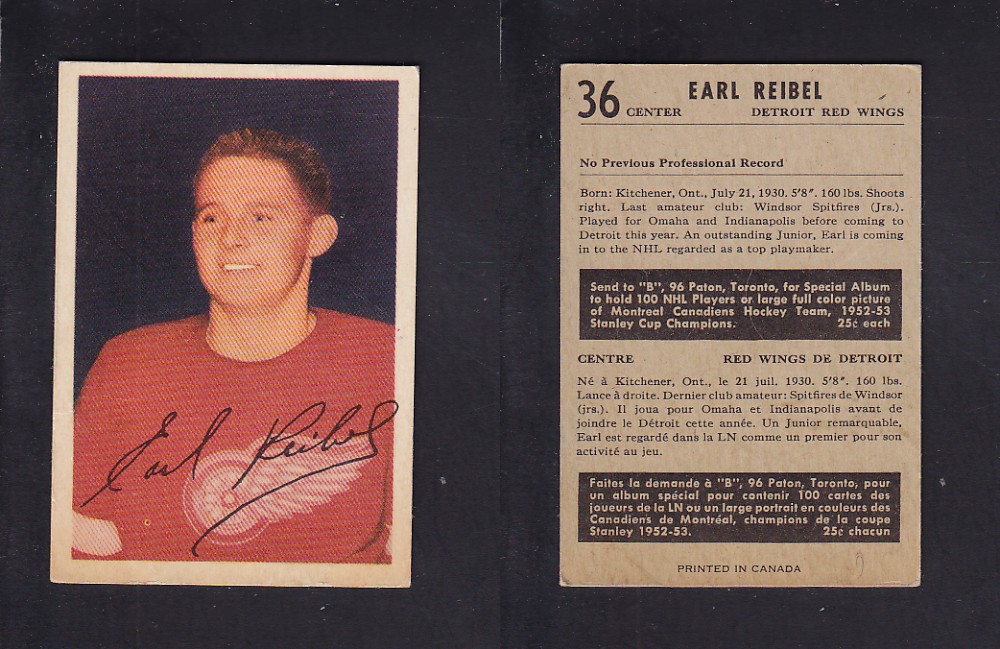 Earl Reibel
36 EARL REIBEL
CENTER DETROIT RED WINGS
No Previous Professional Record
Born: Kitchener, Ont., July 21, 1930. 5'8". 160 lbs. Shoots
right. Last amateur club: Windsor Spitfires (Jrs.).
Played for Omaha and Indianapolis before coming to
Detroit this year. An outstanding Junior, Earl is coming
in to the NHL regarded as a top playmaker.
Send to "B", 96 Paton, Toronto, for Special Album
to hold 100 NHL Players or large full color picture
of Montreal Canadiens Hockey Team, 1952-53
Stanley Cup Champions. 25¢ each
CENTRE RED WINGS DE DETROIT
Né à Kitchener, Ont., le 21 juil. 1930. 5'8". 160 lbs.
Lance à droite. Dernier club amateur: Spitfires de Windsor
(jrs.). Il joua pour Omaha et Indianapolis avant de
joindre le Détroit cette année. Un Junior remarquable,
Earl est regardé dans la LN comme un premier pour son
activité au jeu.
Faites la demande à "B", 96 Paton, Toronto, pour
un album spécial pour contenir 100 cartes des
joueurs de la LN ou un large portrait en couleurs des
Canadiens de Montréal, champions de la coupe
Stanley 1952-53. 25¢ chacun
PRINTED IN CANADA